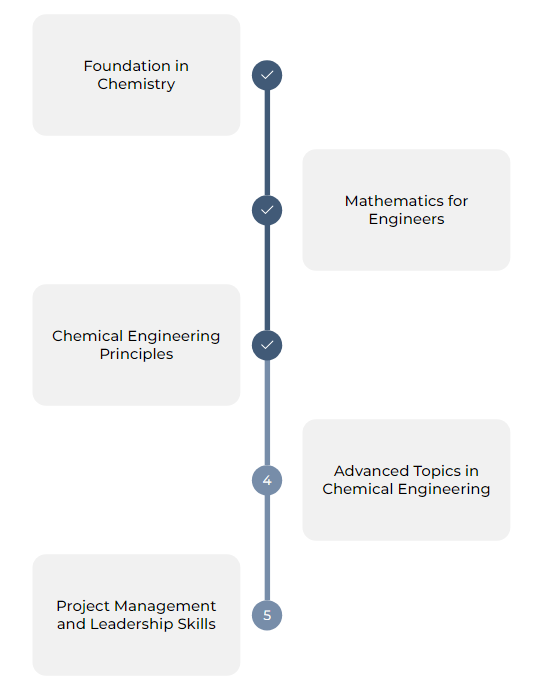 Foundation in
Chemistry
Mathematics for
Engineers
Chemical Engineering
Principles
4
Advanced Topics in
Chemical Engineering
Project Management
and Leadership Skills
5